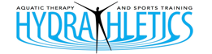 AQUATIC THERAPY AND SPORTS TRAINING
HYDRATHLETICS